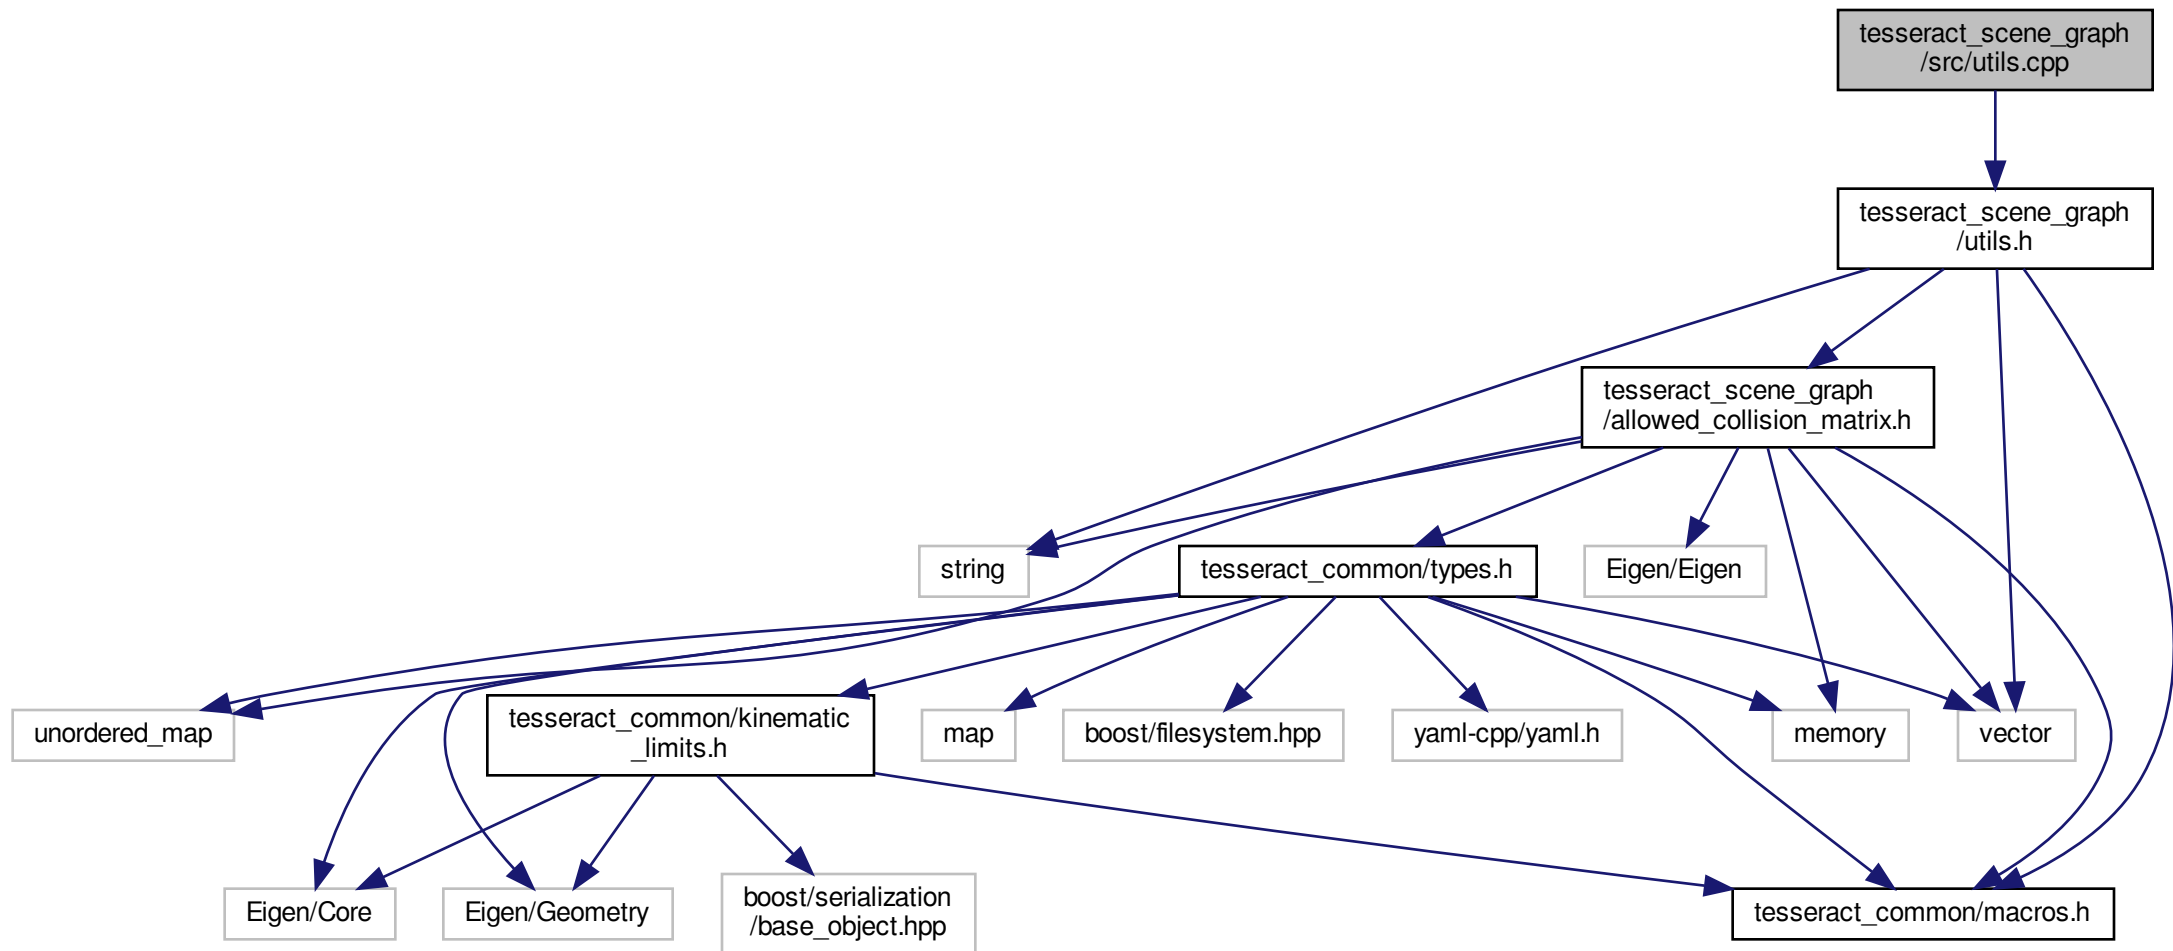 tesseract_scene_graph
/src/utils.cpp
tesseract_scene_graph
/utils.h
tesseract_scene_graph
/allowed_collision_matrix.h
string
tesseract_common/types.h
Eigen/Eigen
unordered_map
tesseract_common/kinematic
_limits.h
map
boost/filesystem.hpp
yaml-cpp/yaml.h
memory
vector
Eigen/Core
Eigen/Geometry
boost/serialization
/base_object.hpp
tesseract_common/macros.h